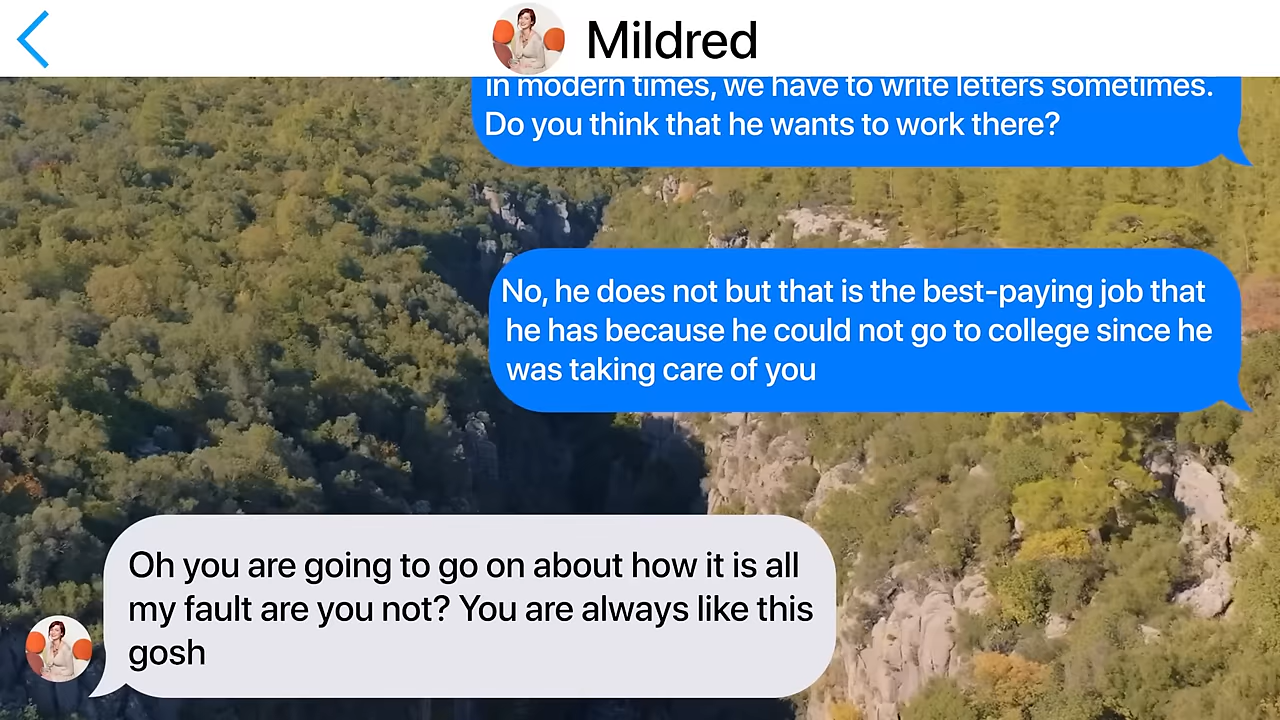 Mildred
in modern times, we have to write letters sometimes.
Do you think that he wants to work there?
No, he does not but that is the best-paying job that
he has because he could not go to college since he
was taking care of you
Oh you are going to go on about how it is all
my fault are you not? You are always like this
gosh